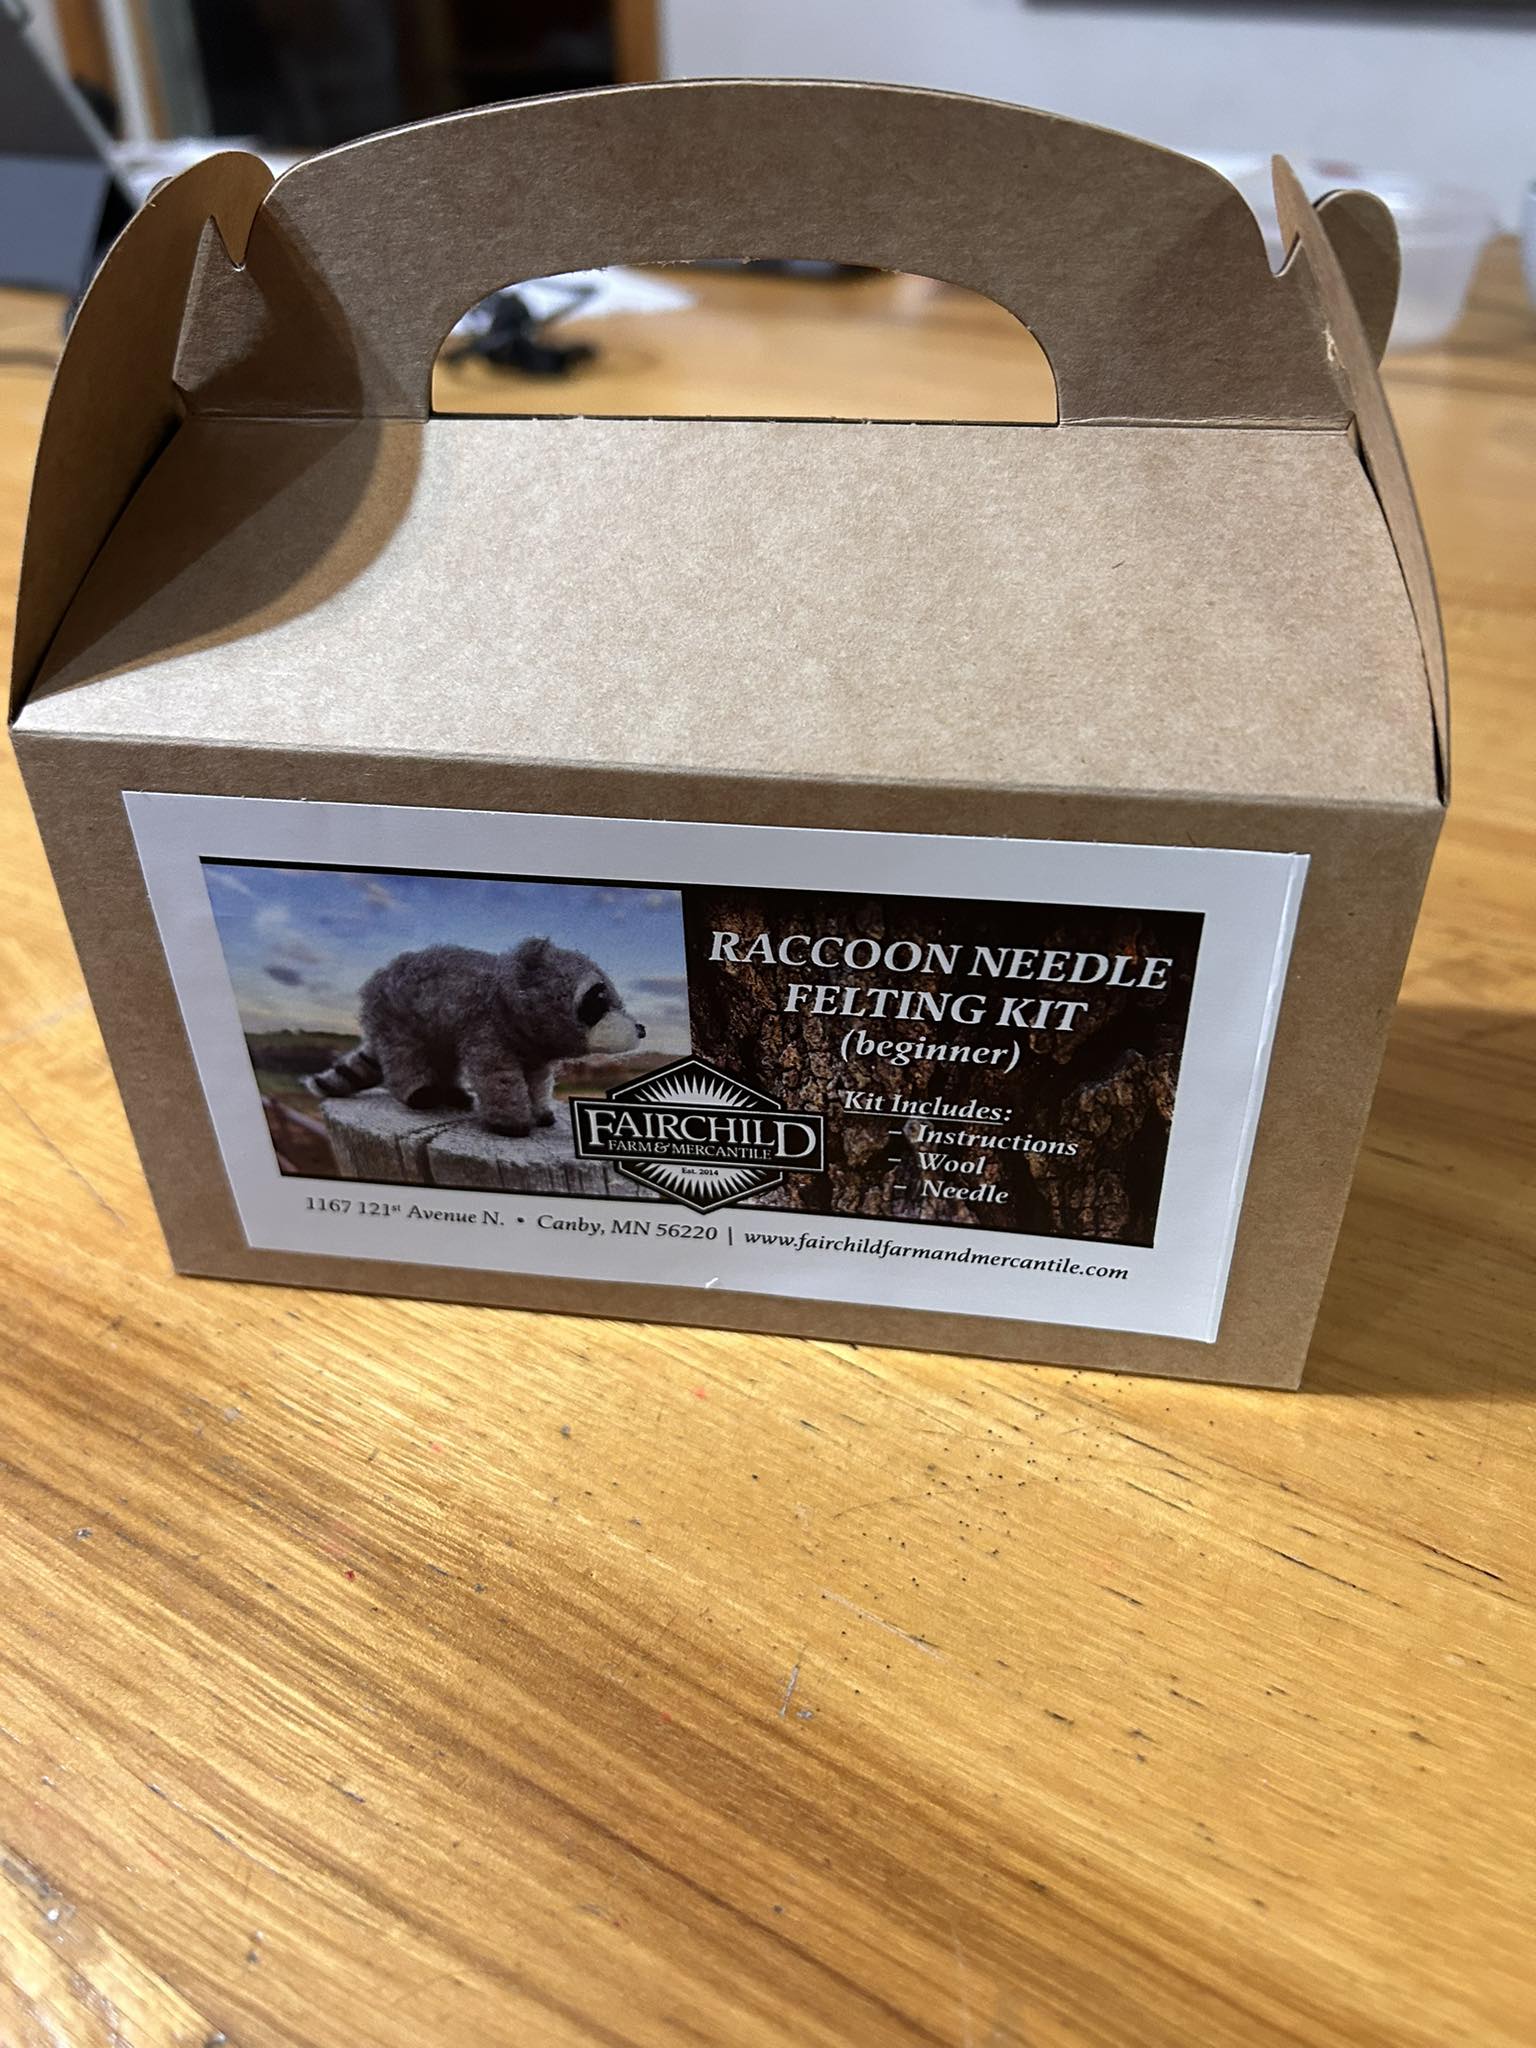 RACCOON NEEDLE
FELTING KIT
(beginner)
Kit Includes:
- Instructions
- Wool
- Needle
FAIRCHILD
FARM & MERCANTILE
Est. 2014
1167 121st Avenue N. • Canby, MN 56220 | www.fairchildfarmandmercantile.com